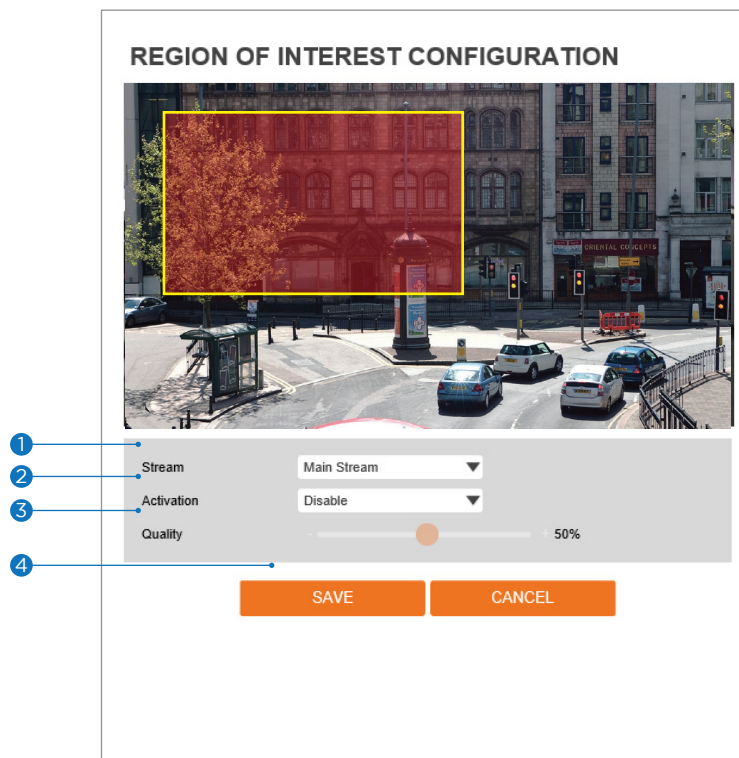 REGION OF INTEREST CONFIGURATION
ORIENTAL CONCEPTS
1
Stream Main Stream
2
Activation Disable
3
Quality - + 50%
4
SAVE CANCEL